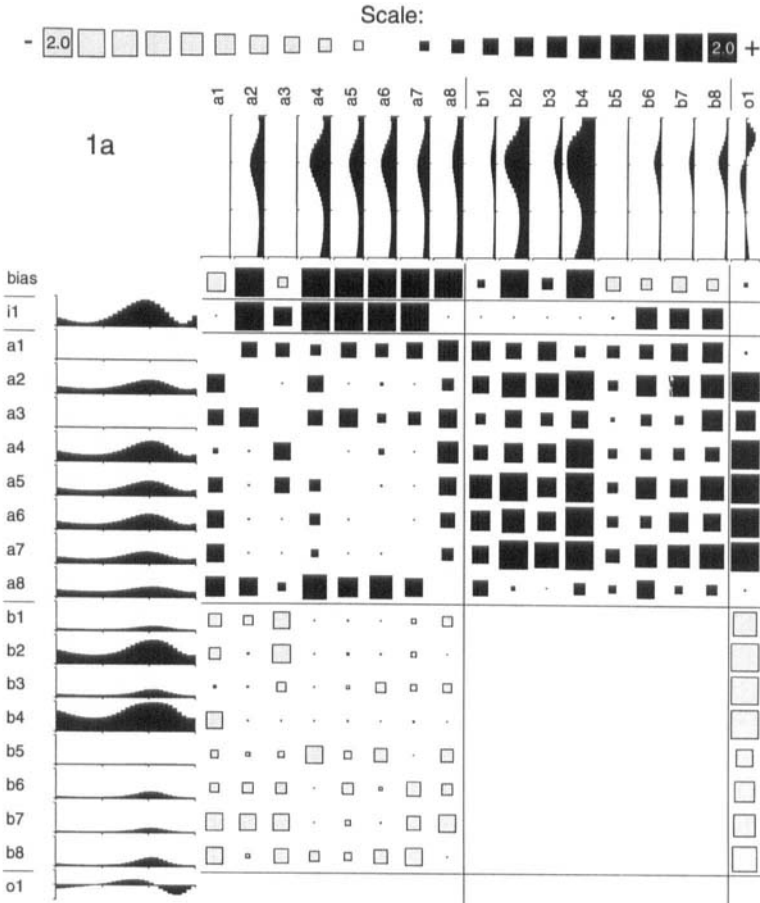 Scale:
- 2.0 2.0 +
a1 a2 a3 a4 a5 a6 a7 a8 b1 b2 b3 b4 b5 b6 b7 b8 o1
1a
bias
i1
a1
a2
a3
a4
a5
a6
a7
a8
b1
b2
b3
b4
b5
b6
b7
b8
o1